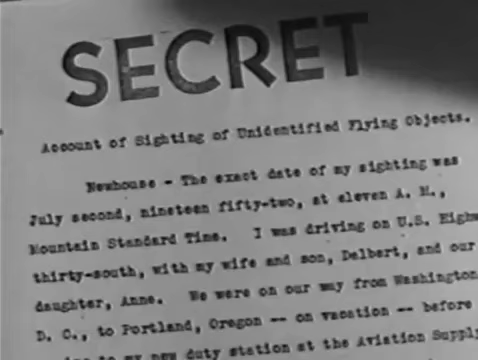 SECRET
Account of Sighting of Unidentified Flying Objects.
Newhouse - The exact date of my sighting was
July second, nineteen fifty-two, at eleven A. M.,
Mountain Standard Time. I was driving on U.S. Highw
thirty-south, with my wife and son, Delbert, and our
daughter, Anne. We were on our way from Washington
D. C., to Portland, Oregon -- on vacation -- before
to my new duty station at the Aviation Supply